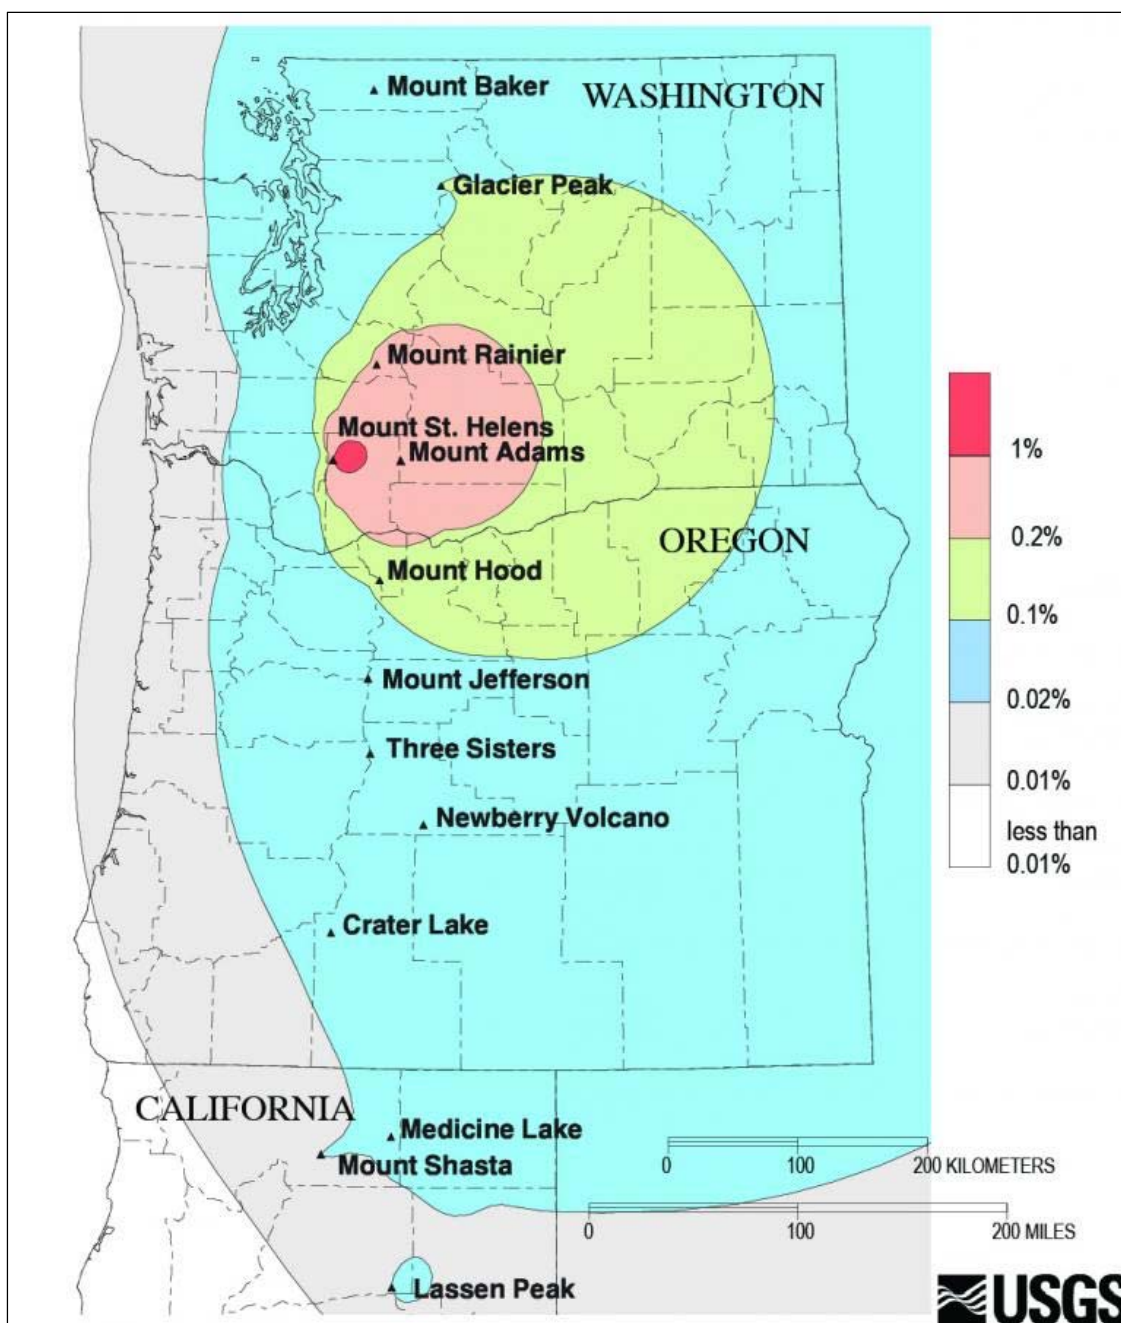 Mount Baker
WASHINGTON
Glacier Peak
Mount Rainier
Mount St. Helens
Mount Adams
1%
0.2%
OREGON
Mount Hood
0.1%
Mount Jefferson
0.02%
Three Sisters
0.01%
Newberry Volcano
less than
0.01%
Crater Lake
CALIFORNIA
Medicine Lake
Mount Shasta
0 100 200 KILOMETERS
0 100 200 MILES
Lassen Peak
USGS